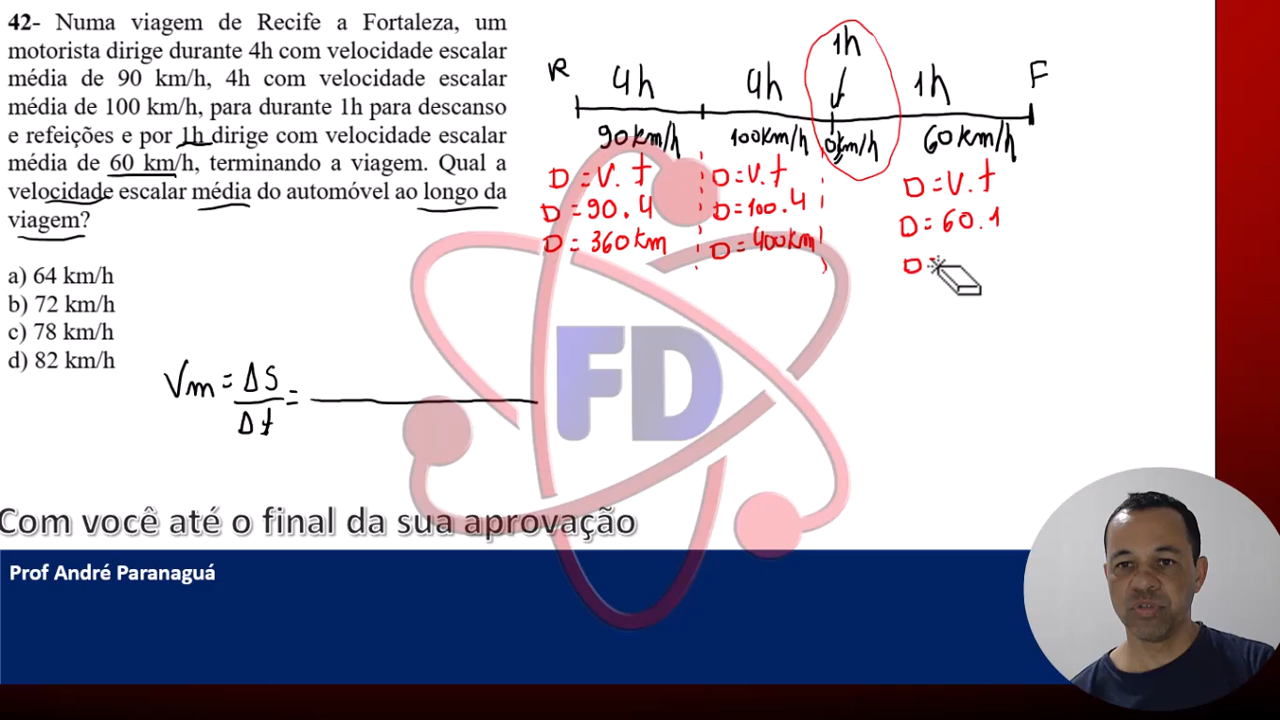 42- Numa viagem de Recife a Fortaleza, um
motorista dirige durante 4h com velocidade escalar
média de 90 km/h, 4h com velocidade escalar
média de 100 km/h, para durante 1h para descanso
e refeições e por 1h dirige com velocidade escalar
média de 60 km/h, terminando a viagem. Qual a
velocidade escalar média do automóvel ao longo da
viagem?
a) 64 km/h
b) 72 km/h
c) 78 km/h
d) 82 km/h
Vm = ΔS
Δt
=
1h
R 4h 4h 1h F
90km/h 100km/h 0km/h 60km/h
D = V. t D = V. t D = V. t
D = 90 . 4 D = 100 . 4 D = 60 . 1
D = 360km D = 400km D =
FD
Com você até o final da sua aprovação
Prof André Paranaguá